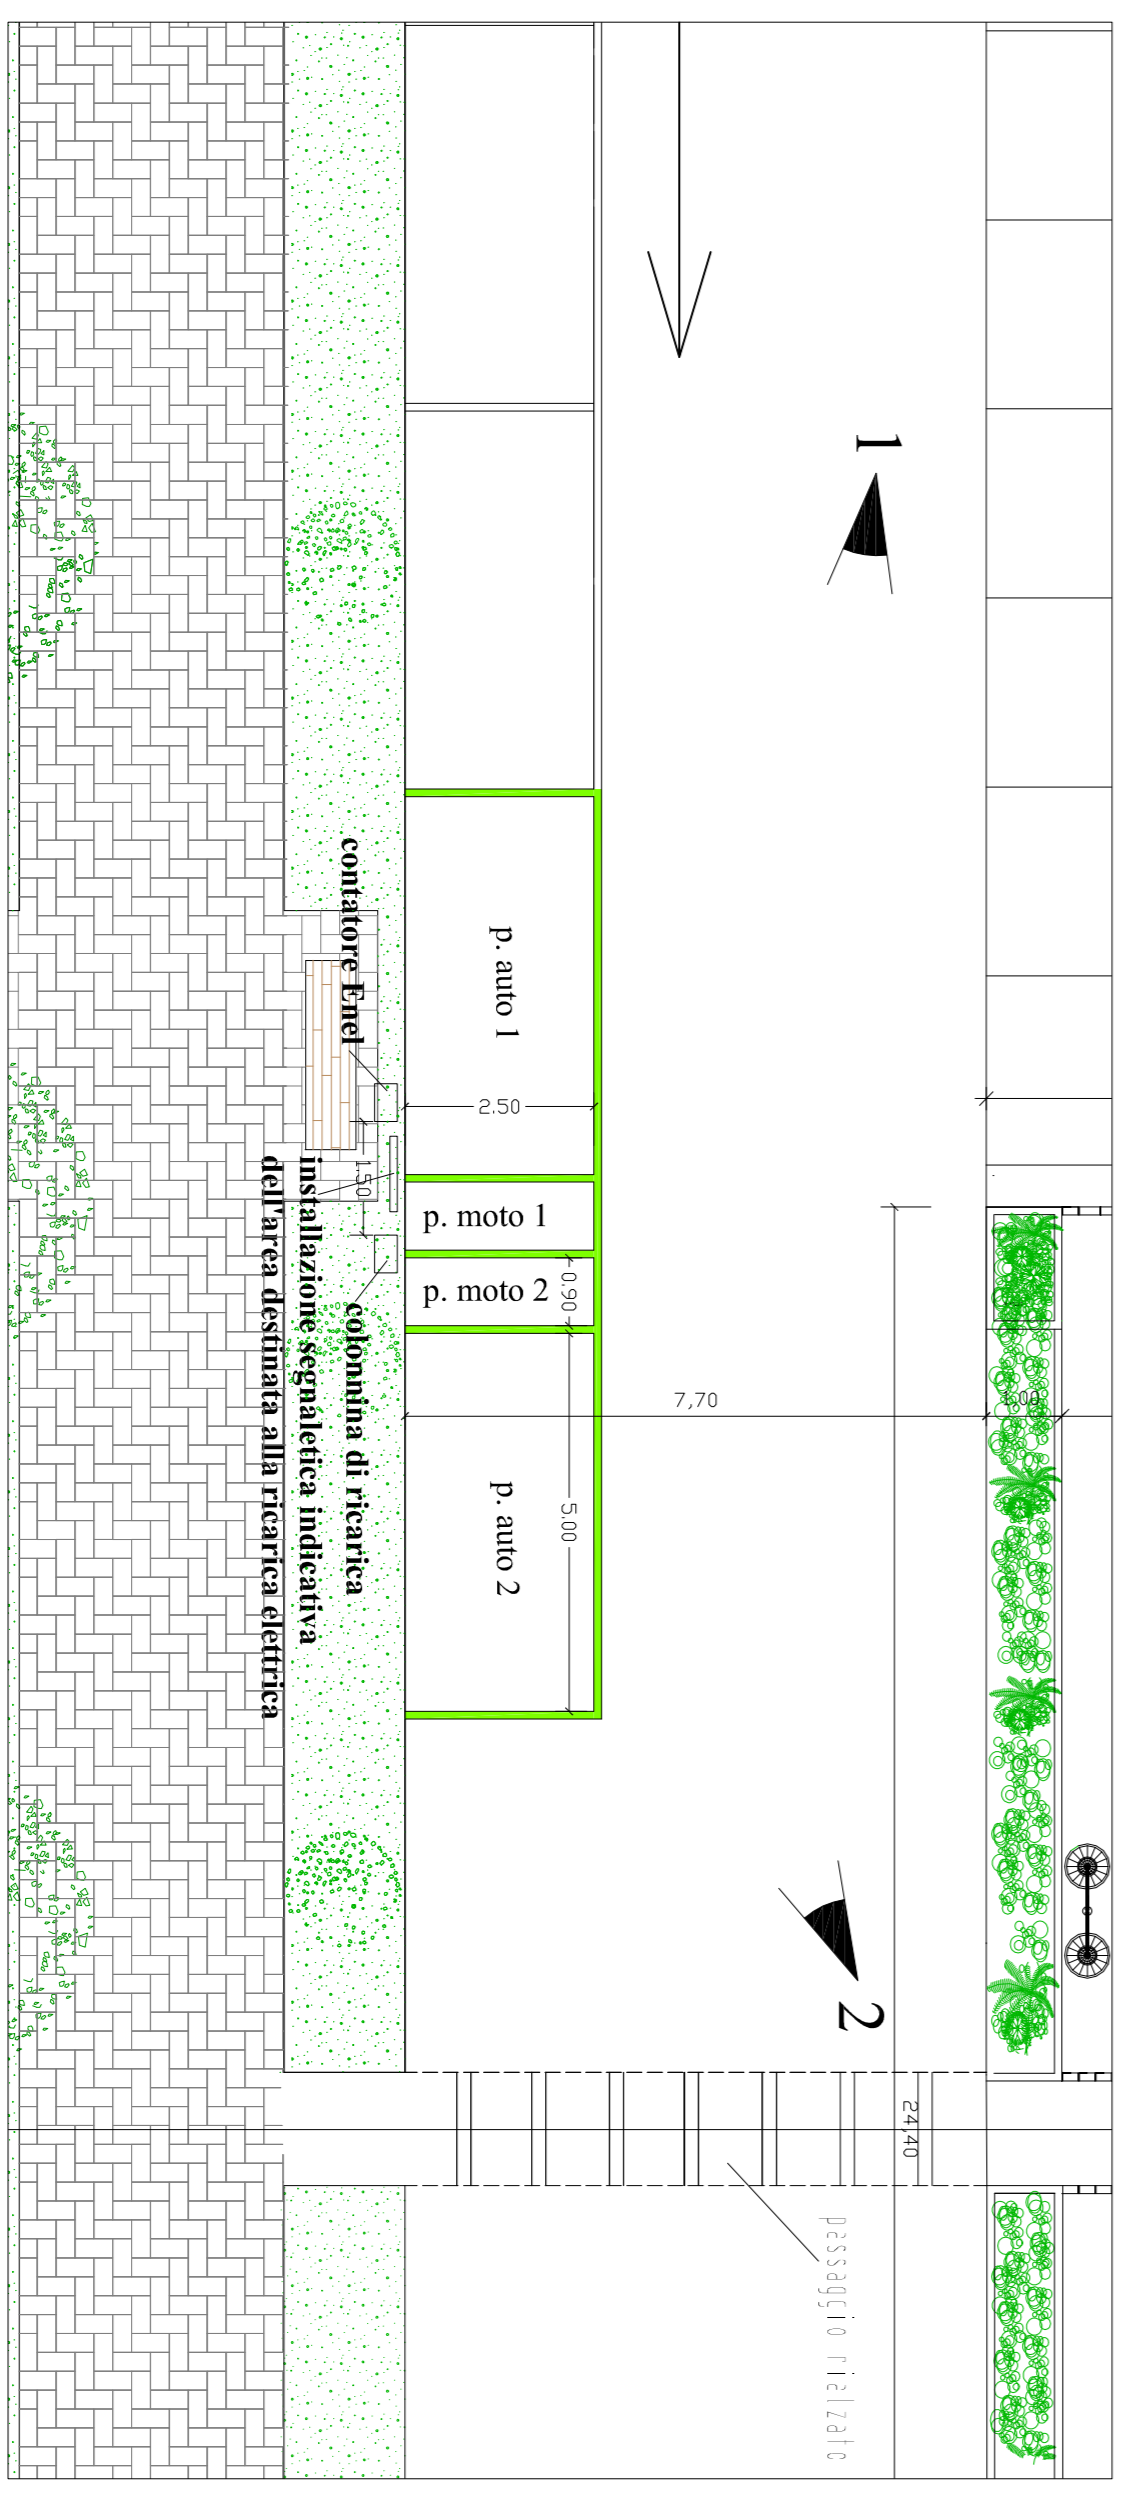 1
contatore Enel
p. auto 1
2.50
1,50
installazione segnaletica indicativa
dell'area destinata alla ricarica elettrica
p. moto 1
p. moto 2
0.90
colonnina di ricarica
7,70
1,00
p. auto 2
5.00
2
24,40
passaggio rialzato